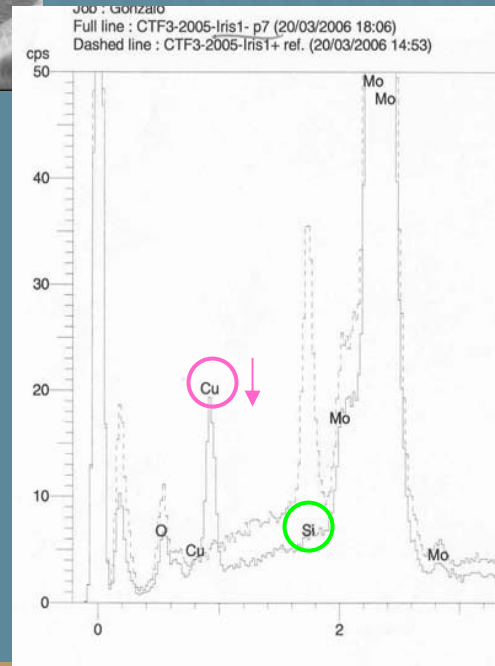 Job : Gonzalo
Full line : CTF3-2005-Iris1- p7 (20/03/2006 18:06)
Dashed line : CTF3-2005-Iris1+ ref. (20/03/2006 14:53)
cps
50
Mo
Mo
40
30
20
Cu
Mo
10
O
Si
Cu
Mo
0
0
2